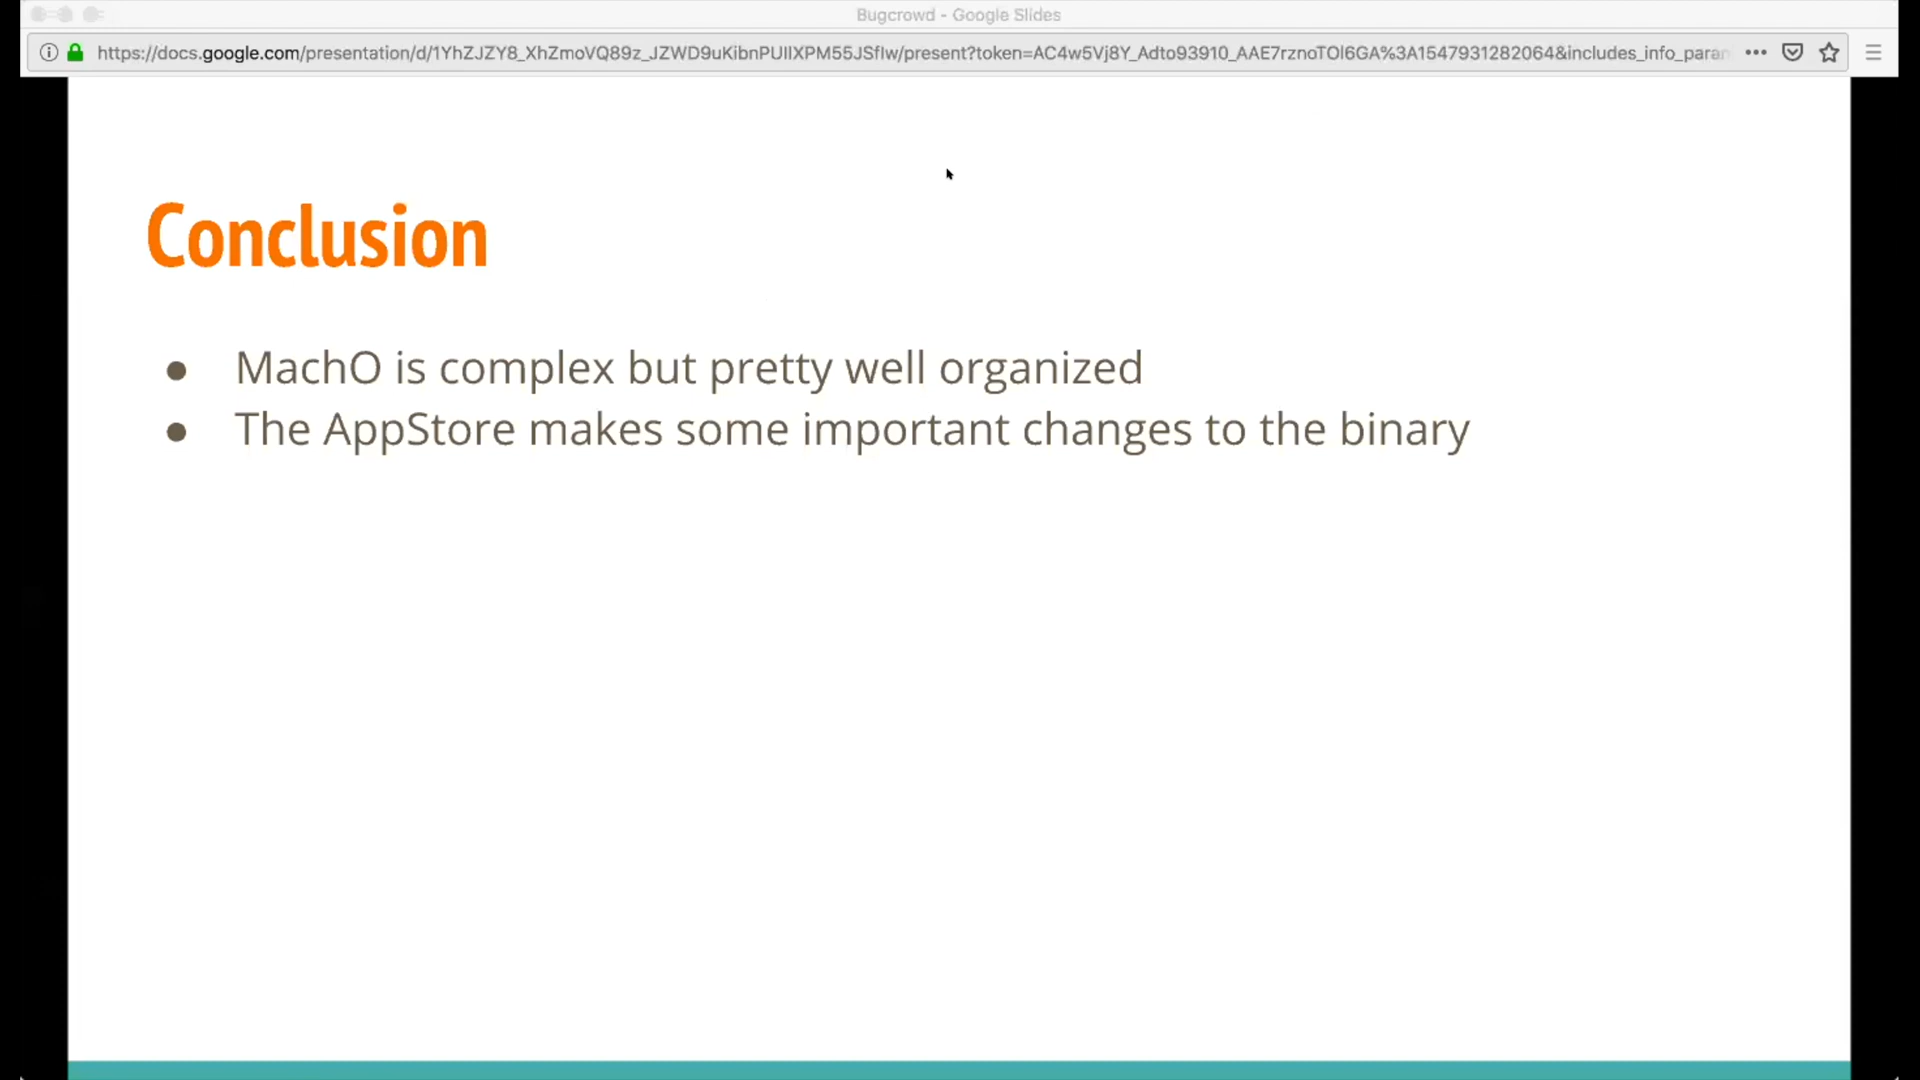 Bugcrowd - Google Slides
https://docs.google.com/presentation/d/1YhZJZY8_XhZmoVQ89z_JZWD9uKibnPUIlXPM55JSflw/present?token=AC4w5Vj8Y_Adto93910_AAE7rznoTOl6GA%3A1547931282064&includes_info_param
Conclusion
● MachO is complex but pretty well organized
● The AppStore makes some important changes to the binary